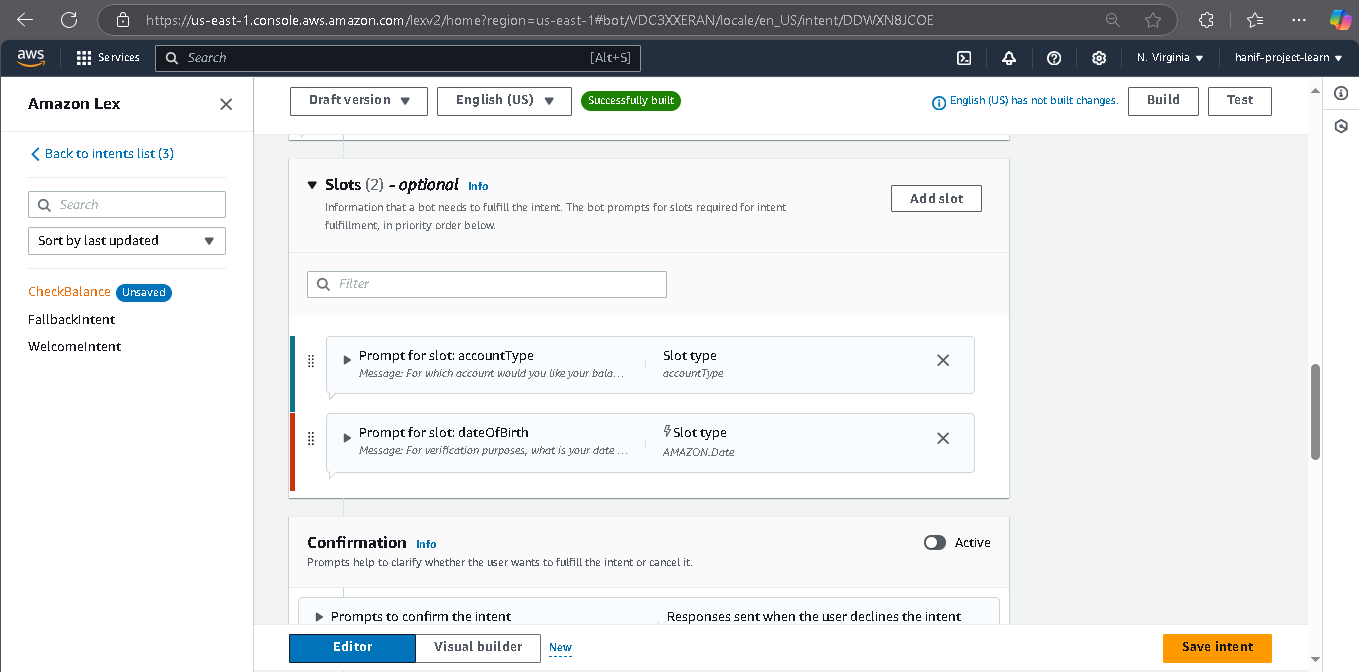 https://us-east-1.console.aws.amazon.com/lexv2/home?region=us-east-1#bot/VDC3XXERAN/locale/en_US/intent/DDWXN8JCOE
aws
Services
Search
[Alt+S]
N. Virginia
hanif-project-learn
Amazon Lex
Draft version
English (US)
Successfully built
English (US) has not built changes.
Build
Test
Back to intents list (3)
Search
Sort by last updated
CheckBalance
Unsaved
FallbackIntent
WelcomeIntent
Slots (2) - optional Info
Information that a bot needs to fulfill the intent. The bot prompts for slots required for intent
fulfillment, in priority order below.
Add slot
Filter
Prompt for slot: accountType
Message: For which account would you like your bala...
Slot type
accountType
Prompt for slot: dateOfBirth
Message: For verification purposes, what is your date ...
Slot type
AMAZON.Date
Confirmation Info
Prompts help to clarify whether the user wants to fulfill the intent or cancel it.
Active
Prompts to confirm the intent
Responses sent when the user declines the intent
Editor
Visual builder
New
Save intent